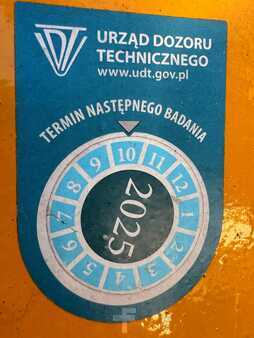 UDT
URZĄD DOZORU
TECHNICZNEGO
www.udt.gov.pl
TERMIN NASTĘPNEGO BADANIA
10 11 12 1 2 3 4 5 6 7 8 9
2025